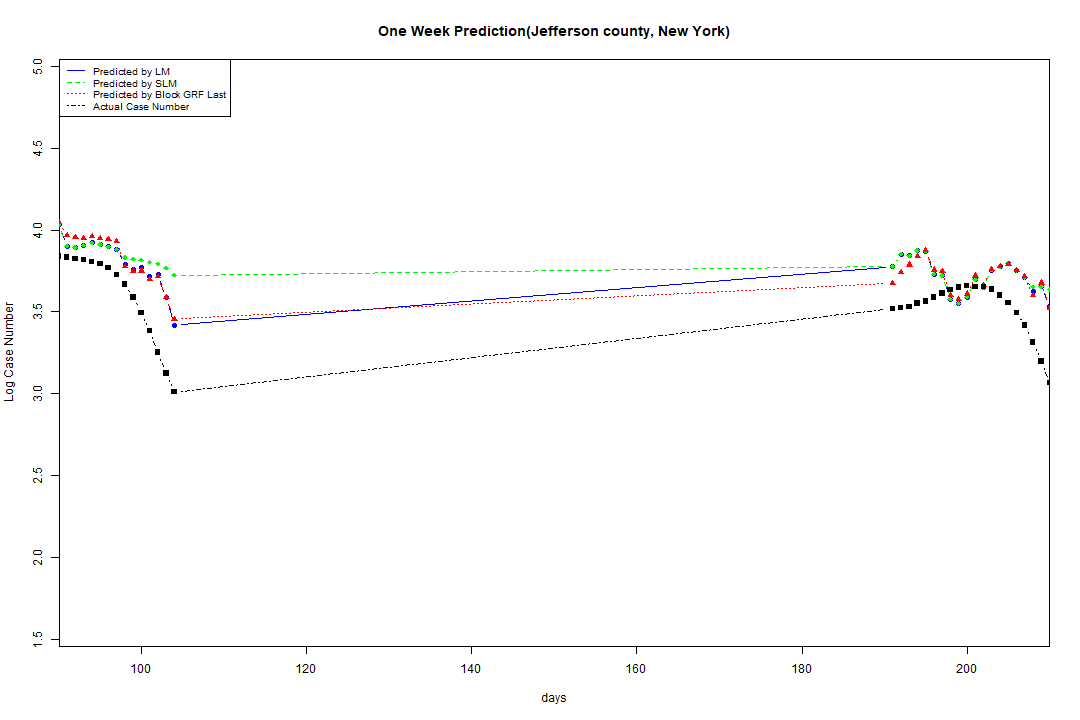 One Week Prediction(Jefferson county, New York)
Predicted by LM
Predicted by SLM
Predicted by Block GRF Last
Actual Case Number
5.0
4.5
4.0
3.5
3.0
2.5
2.0
1.5
Log Case Number
100 120 140 160 180 200
days